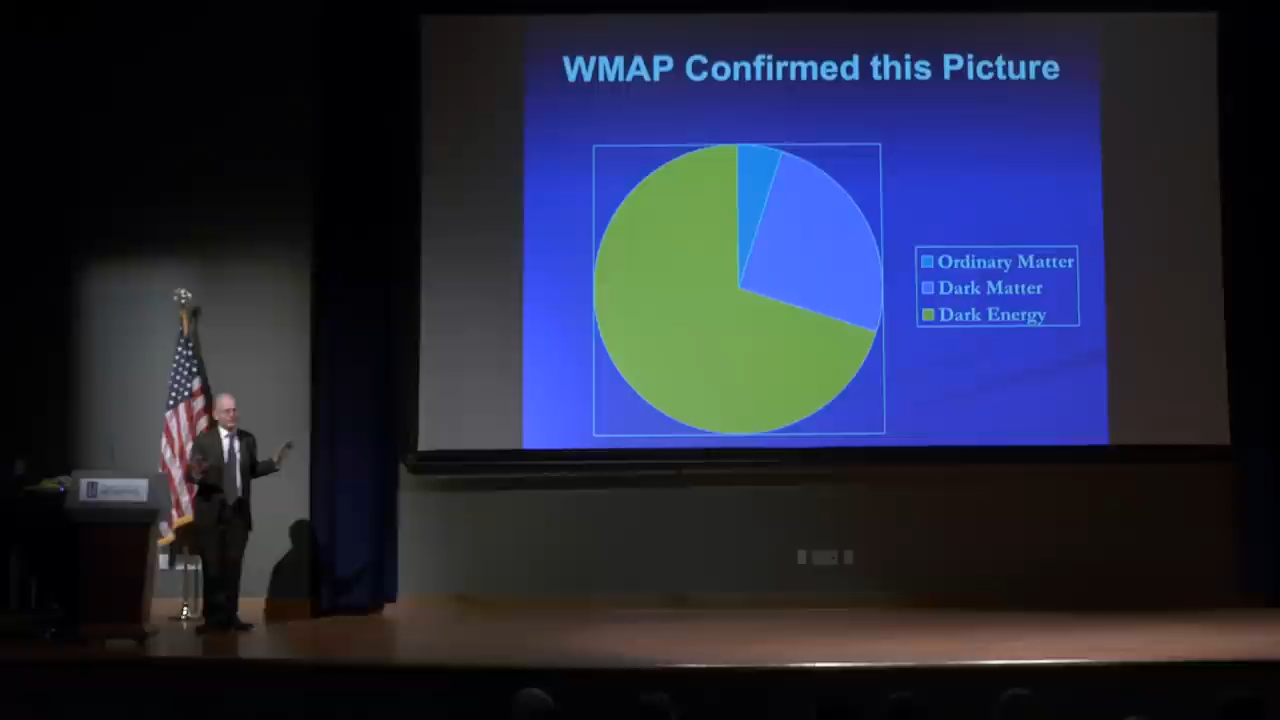 WMAP Confirmed this Picture
Ordinary Matter
Dark Matter
Dark Energy